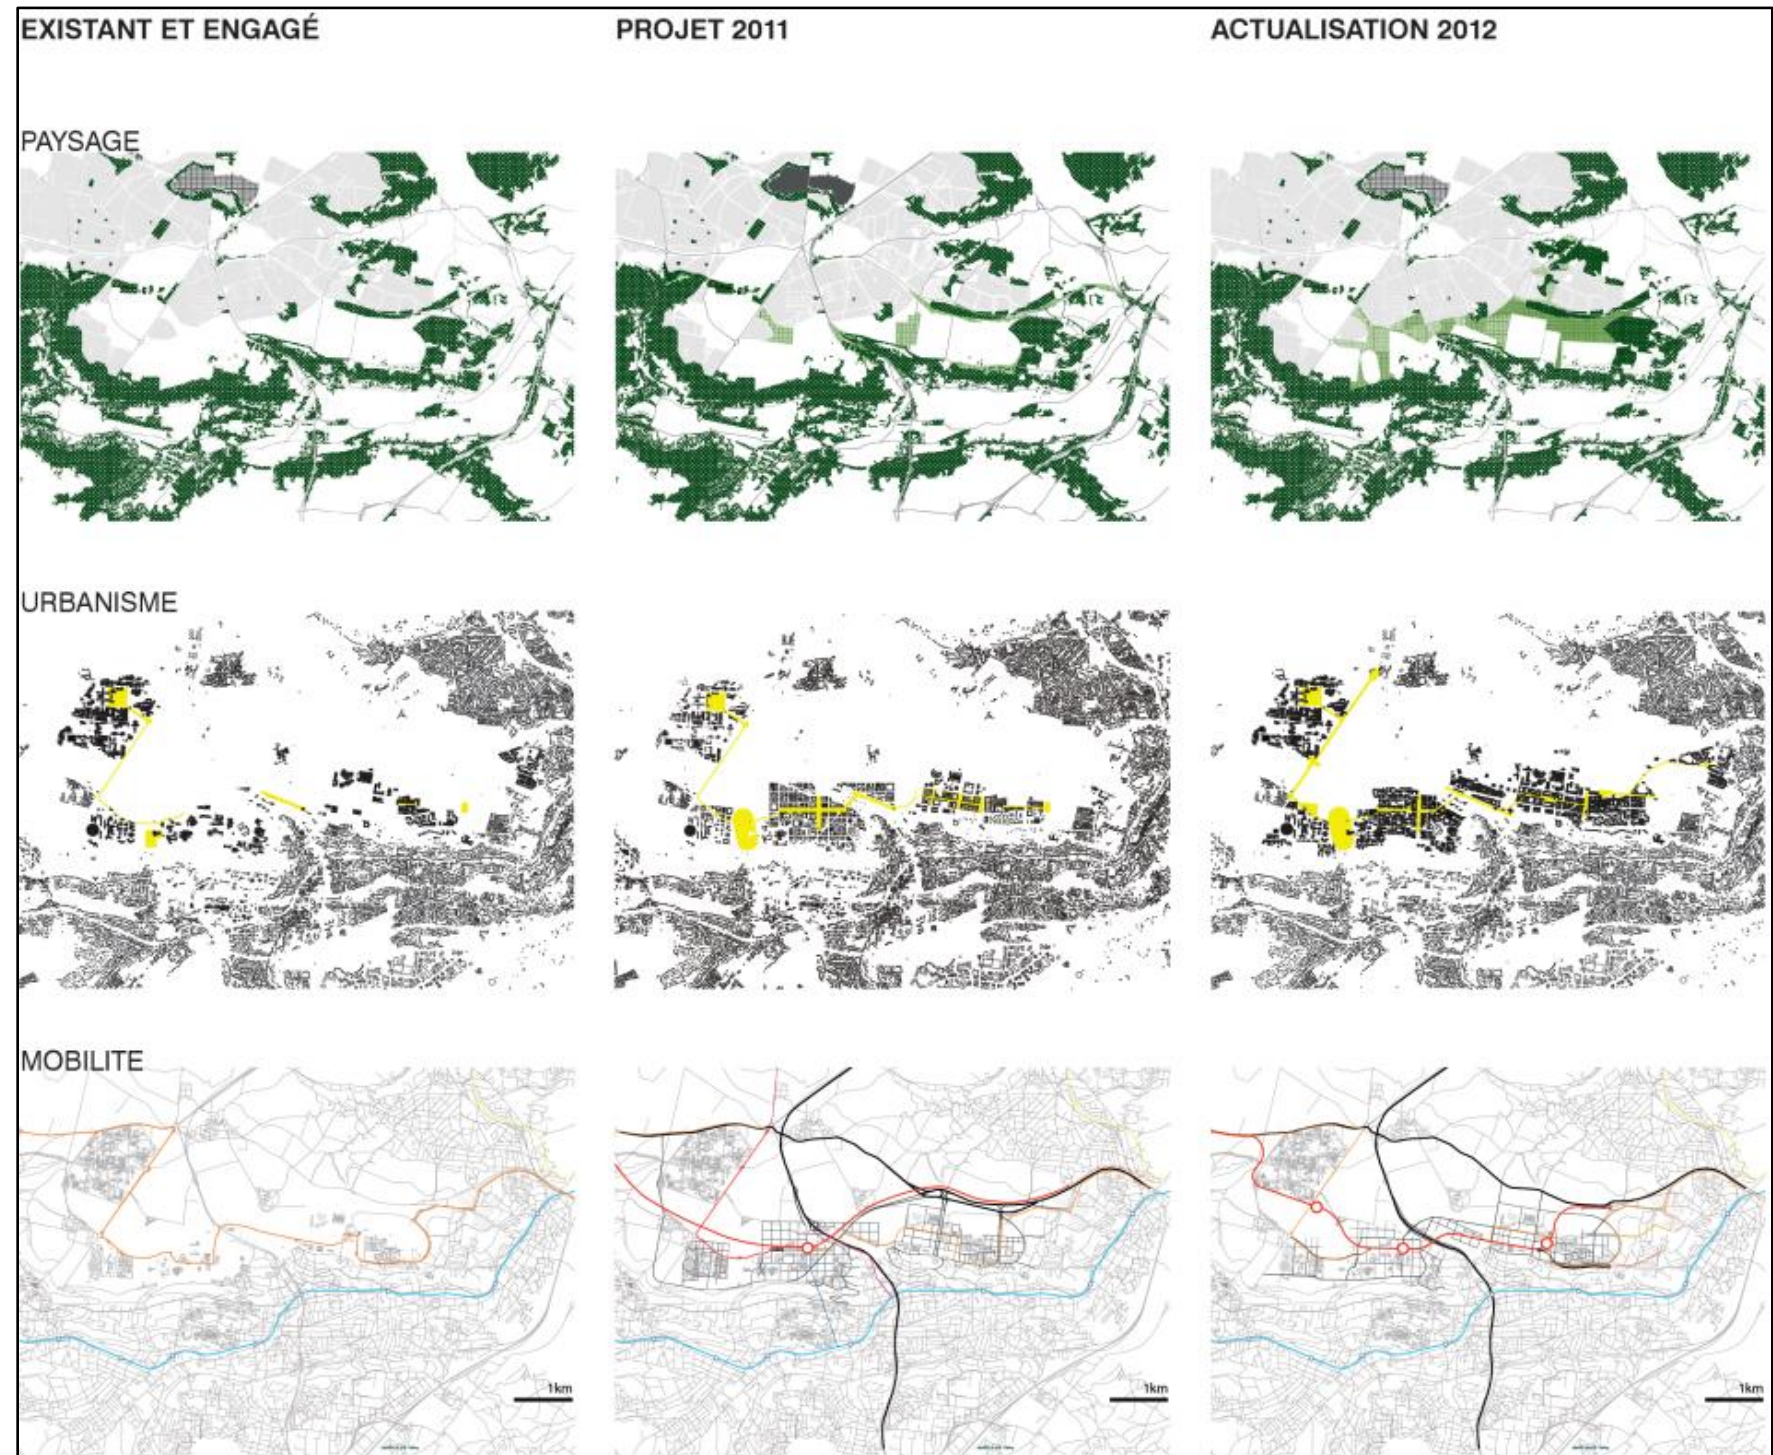 EXISTANT ET ENGAGÉ
PROJET 2011
ACTUALISATION 2012
PAYSAGE
URBANISME
MOBILITE
1km
1km
1km